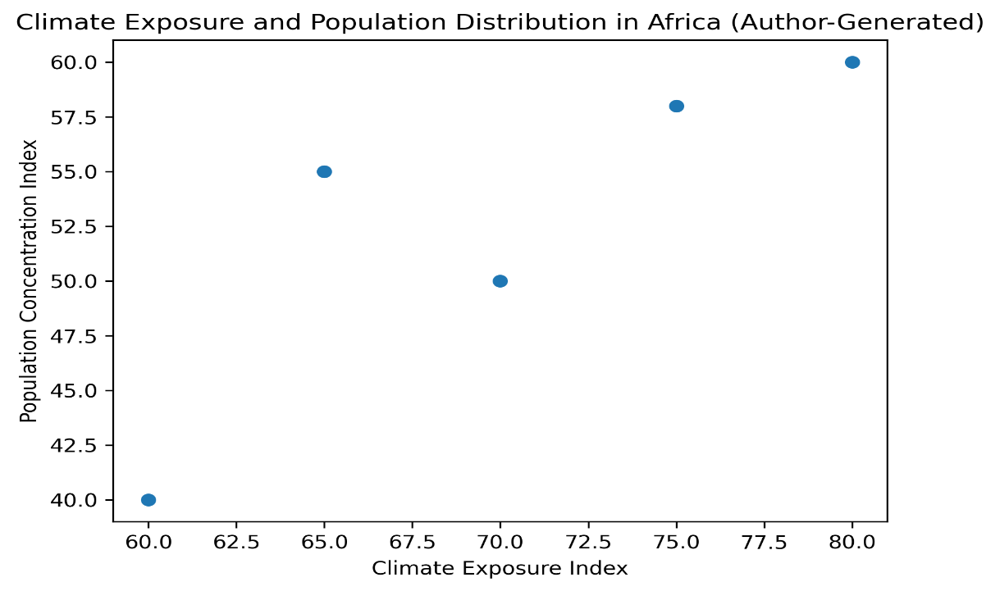 Climate Exposure and Population Distribution in Africa (Author-Generated)
Population Concentration Index
60.0
57.5
55.0
52.5
50.0
47.5
45.0
42.5
40.0
60.0 62.5 65.0 67.5 70.0 72.5 75.0 77.5 80.0
Climate Exposure Index